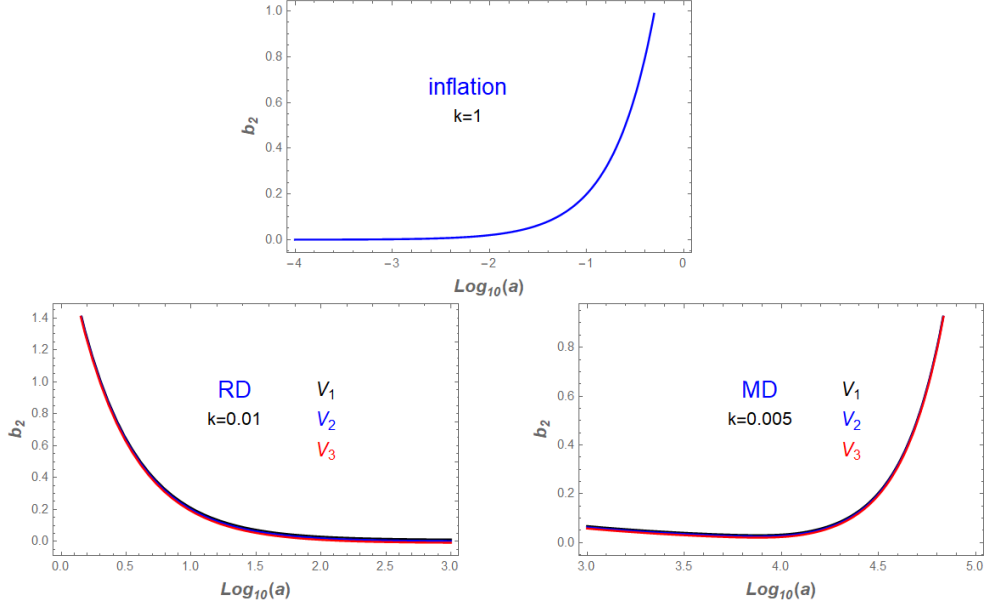 1.0
0.8
0.6
0.4
0.2
0.0
b2
inflation
k=1
−4 −3 −2 −1 0
Log10(a)
1.4
1.2
1.0
0.8
0.6
0.4
0.2
0.0
b2
RD V1
k=0.01 V2
V3
0.0 0.5 1.0 1.5 2.0 2.5 3.0
Log10(a)
0.8
0.6
0.4
0.2
0.0
b2
MD V1
k=0.005 V2
V3
3.0 3.5 4.0 4.5 5.0
Log10(a)